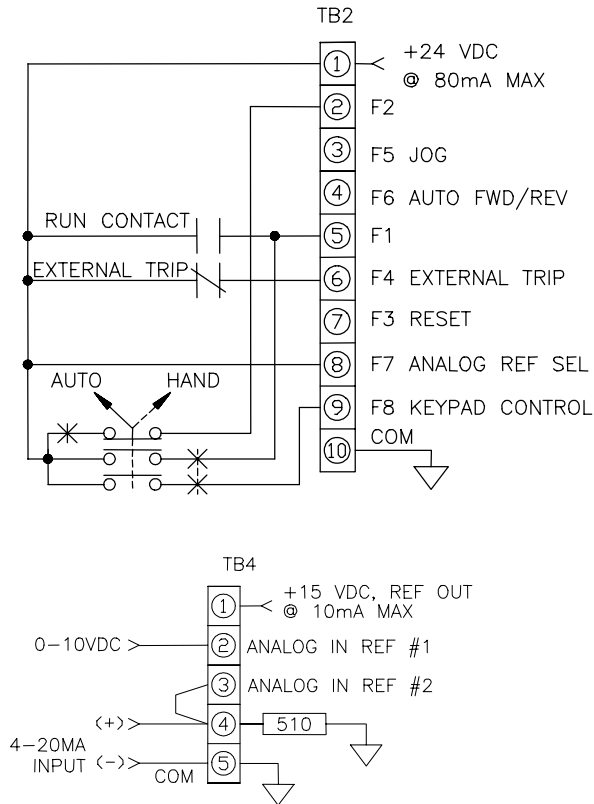 TB2
1
+24 VDC
@ 80mA MAX
2
F2
3
F5 JOG
4
F6 AUTO FWD/REV
RUN CONTACT
5
F1
EXTERNAL TRIP
6
F4 EXTERNAL TRIP
7
F3 RESET
8
F7 ANALOG REF SEL
AUTO
HAND
9
F8 KEYPAD CONTROL
10
COM
TB4
1
+15 VDC, REF OUT
@ 10mA MAX
0-10VDC
2
ANALOG IN REF #1
3
ANALOG IN REF #2
(+)
4
510
4-20MA
INPUT
(-)
COM
5